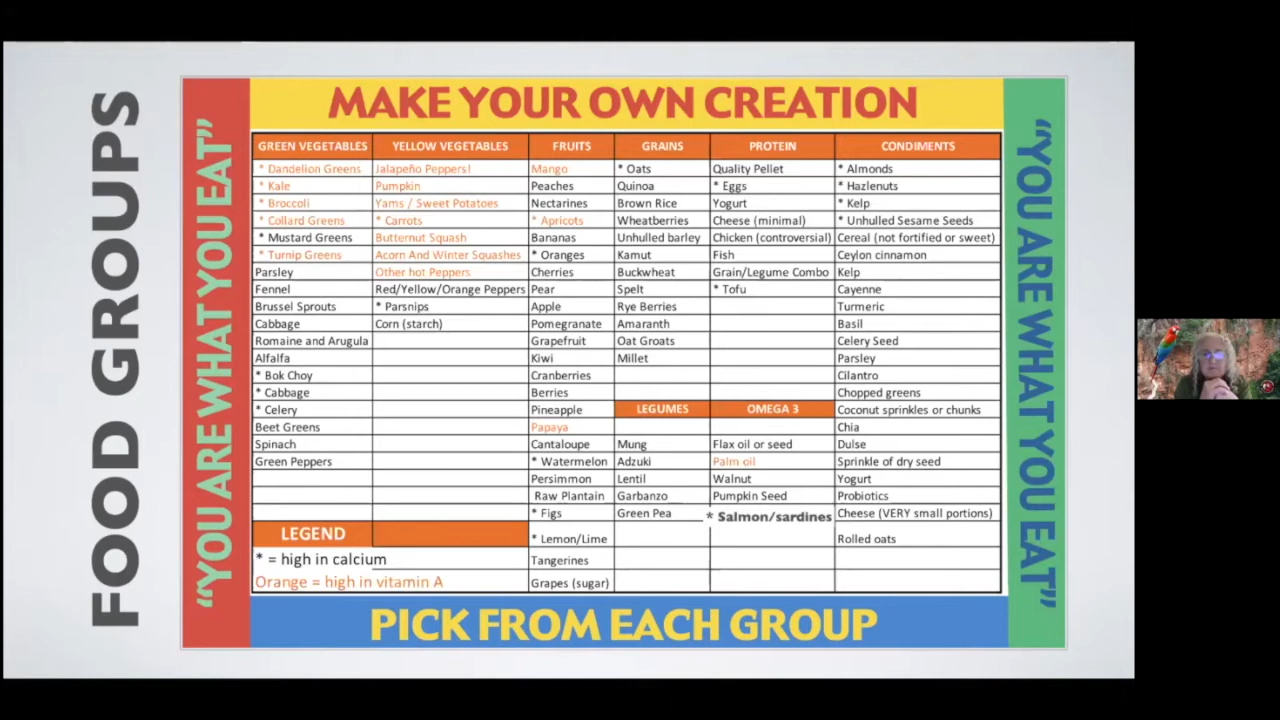 FOOD GROUPS
"YOU ARE WHAT YOU EAT"
MAKE YOUR OWN CREATION
GREEN VEGETABLES YELLOW VEGETABLES FRUITS GRAINS PROTEIN CONDIMENTS
* Dandelion Greens Jalapeño Peppers! Mango * Oats Quality Pellet * Almonds
* Kale Pumpkin Peaches Quinoa * Eggs * Hazlenuts
* Broccoli Yams / Sweet Potatoes Nectarines Brown Rice Yogurt * Kelp
* Collard Greens * Carrots * Apricots Wheatberries Cheese (minimal) * Unhulled Sesame Seeds
* Mustard Greens Butternut Squash Bananas Unhulled barley Chicken (controversial) Cereal (not fortified or sweet)
* Turnip Greens Acorn And Winter Squashes * Oranges Kamut Fish Ceylon cinnamon
Parsley Other hot Peppers Cherries Buckwheat Grain/Legume Combo Kelp
Fennel Red/Yellow/Orange Peppers Pear Spelt * Tofu Cayenne
Brussel Sprouts * Parsnips Apple Rye Berries Turmeric
Cabbage Corn (starch) Pomegranate Amaranth Basil
Romaine and Arugula Grapefruit Oat Groats Celery Seed
Alfalfa Kiwi Millet Parsley
* Bok Choy Cranberries Cilantro
* Cabbage Berries Chopped greens
* Celery Pineapple LEGUMES OMEGA 3 Coconut sprinkles or chunks
Beet Greens Papaya Chia
Spinach Cantaloupe Mung Flax oil or seed Dulse
Green Peppers * Watermelon Adzuki Palm oil Sprinkle of dry seed
Persimmon Lentil Walnut Yogurt
Raw Plantain Garbanzo Pumpkin Seed Probiotics
* Figs Green Pea * Salmon/sardines Cheese (VERY small portions)
LEGEND * Lemon/Lime Rolled oats
* = high in calcium Tangerines
Orange = high in vitamin A Grapes (sugar)
PICK FROM EACH GROUP
"YOU ARE WHAT YOU EAT"